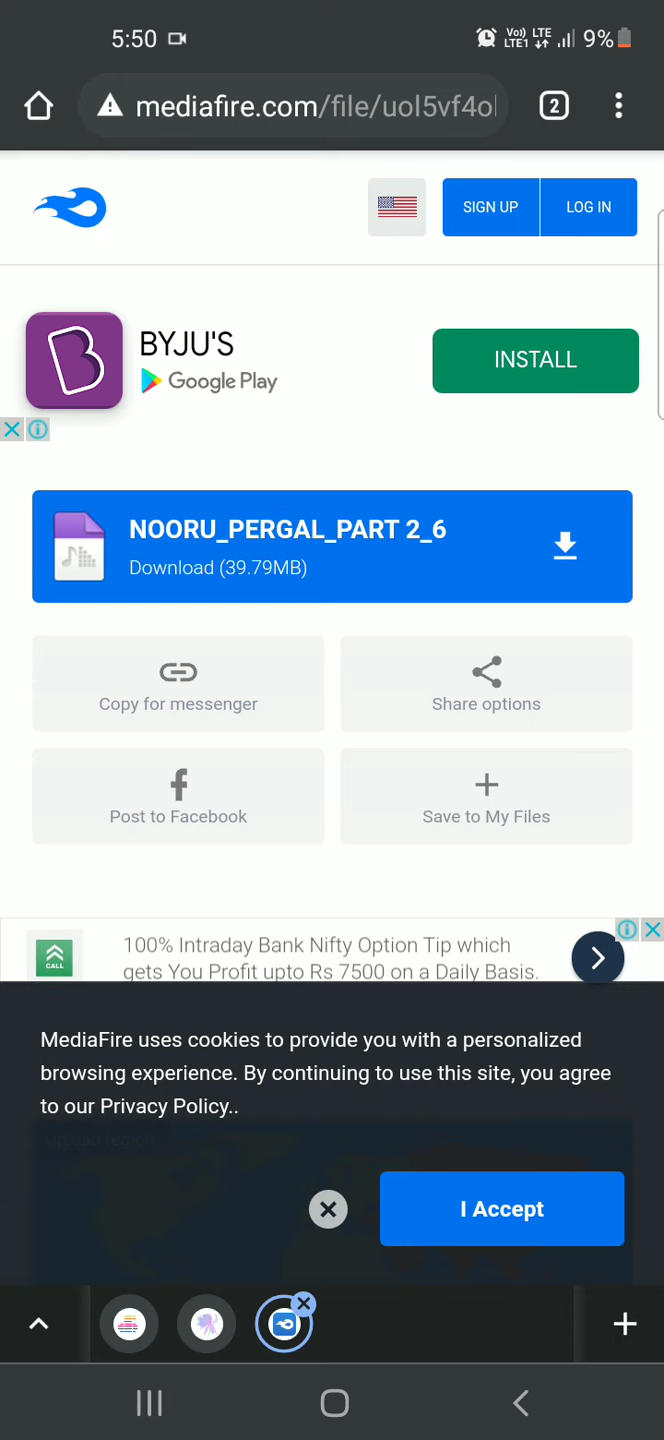 5:50
Vo) LTE
LTE1
9%
mediafire.com/file/uol5vf4o
2
SIGN UP
LOG IN
BYJU'S
Google Play
INSTALL
NOORU_PERGAL_PART 2_6
Download (39.79MB)
Copy for messenger
Share options
Post to Facebook
Save to My Files
CALL
100% Intraday Bank Nifty Option Tip which
gets You Profit upto Rs 7500 on a Daily Basis.
MediaFire uses cookies to provide you with a personalized
browsing experience. By continuing to use this site, you agree
to our Privacy Policy..
Upload region
I Accept